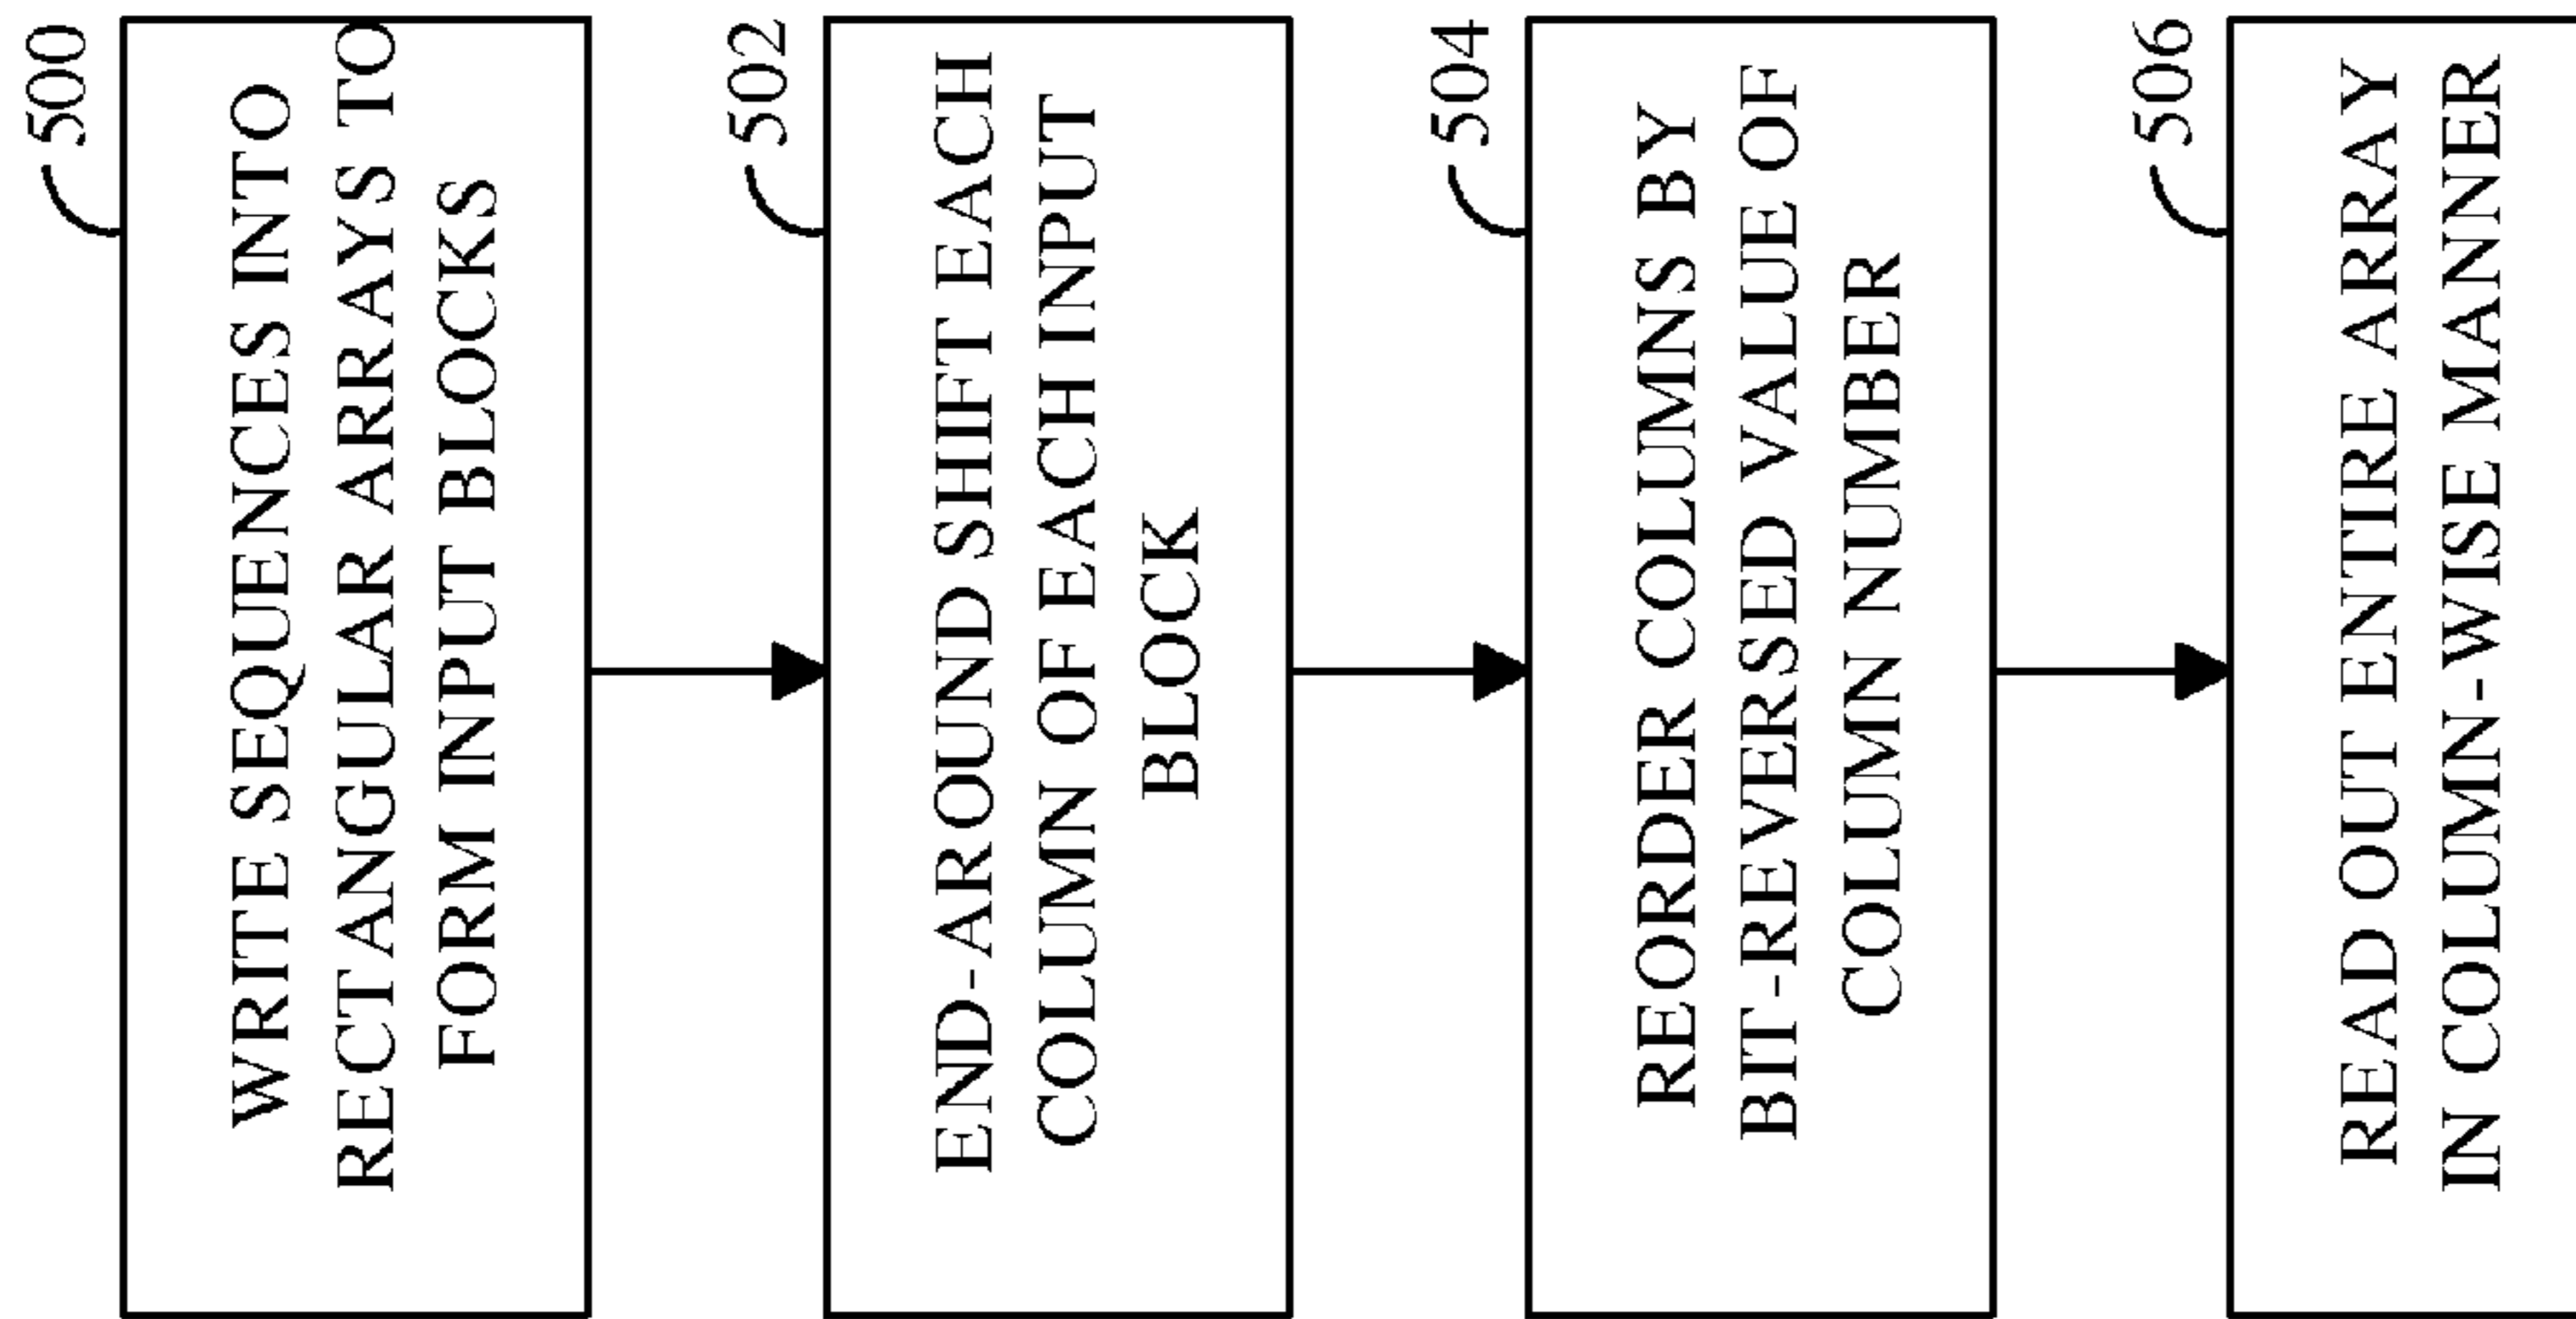 500
WRITE SEQUENCES INTO
RECTANGULAR ARRAYS TO
FORM INPUT BLOCKS
502
END-AROUND SHIFT EACH
COLUMN OF EACH INPUT
BLOCK
504
REORDER COLUMNS BY
BIT-REVERSED VALUE OF
COLUMN NUMBER
506
READ OUT ENTIRE ARRAY
IN COLUMN-WISE MANNER